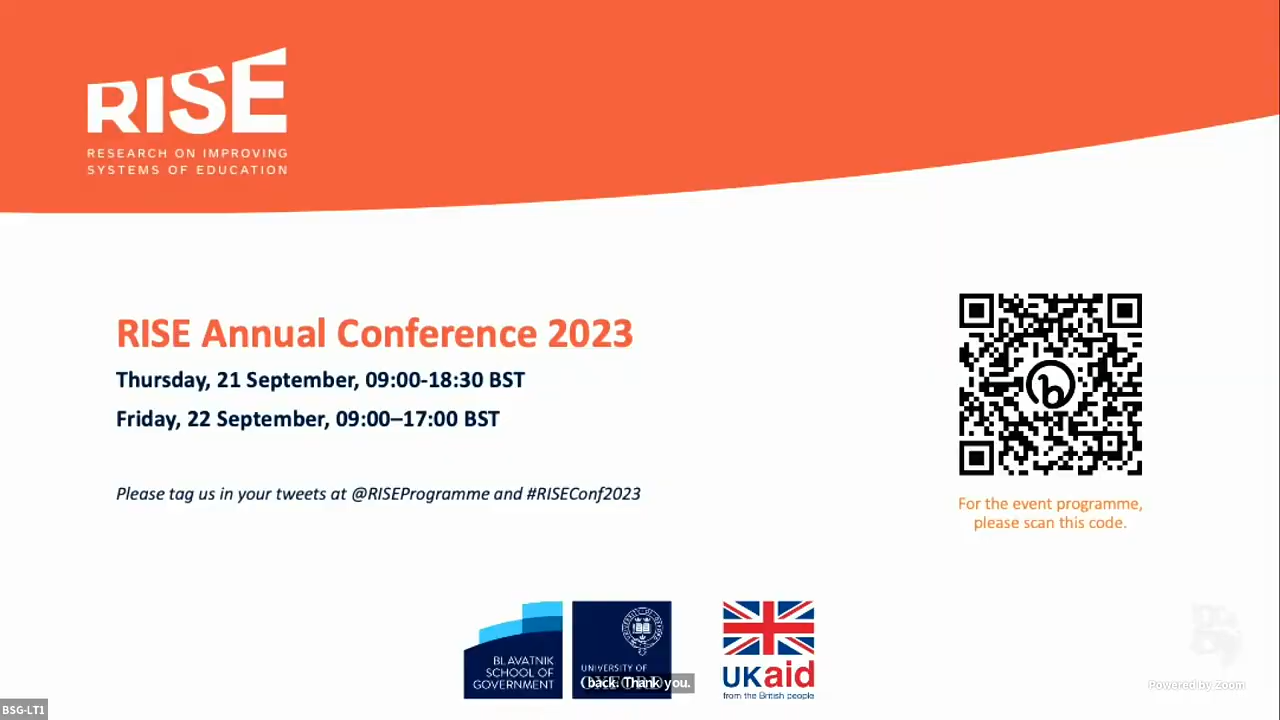 RISE
RESEARCH ON IMPROVING
SYSTEMS OF EDUCATION
RISE Annual Conference 2023
Thursday, 21 September, 09:00-18:30 BST
Friday, 22 September, 09:00–17:00 BST
Please tag us in your tweets at @RISEProgramme and #RISEConf2023
b
For the event programme,
please scan this code.
BLAVATNIK
SCHOOL OF
GOVERNMENT
UNIVERSITY OF
back. Thank you.
UKaid
from the British people
Powered by Zoom
BSG-LT1